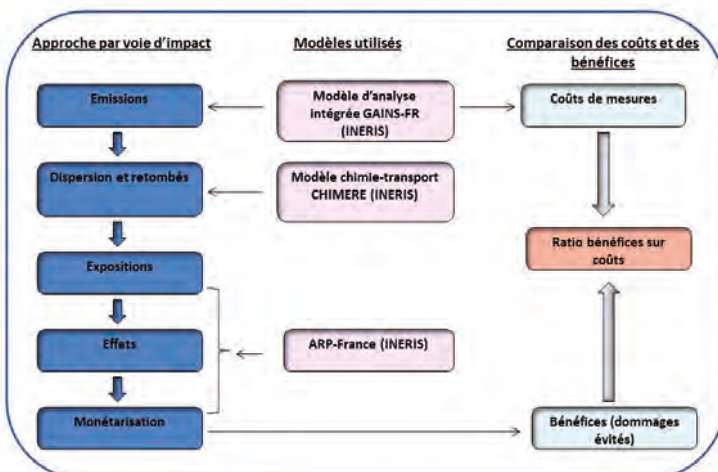 Approche par voie d'impact
Modèles utilisés
Comparaison des coûts et des
bénéfices
Emissions
Modèle d'analyse
intégrée GAINS-FR
(INERIS)
Coûts de mesures
Dispersion et retombés
Modèle chimie-transport
CHIMERE (INERIS)
Ratio bénéfices sur
coûts
Expositions
Effets
ARP-France (INERIS)
Monétarisation
Bénéfices (dommages
évités)